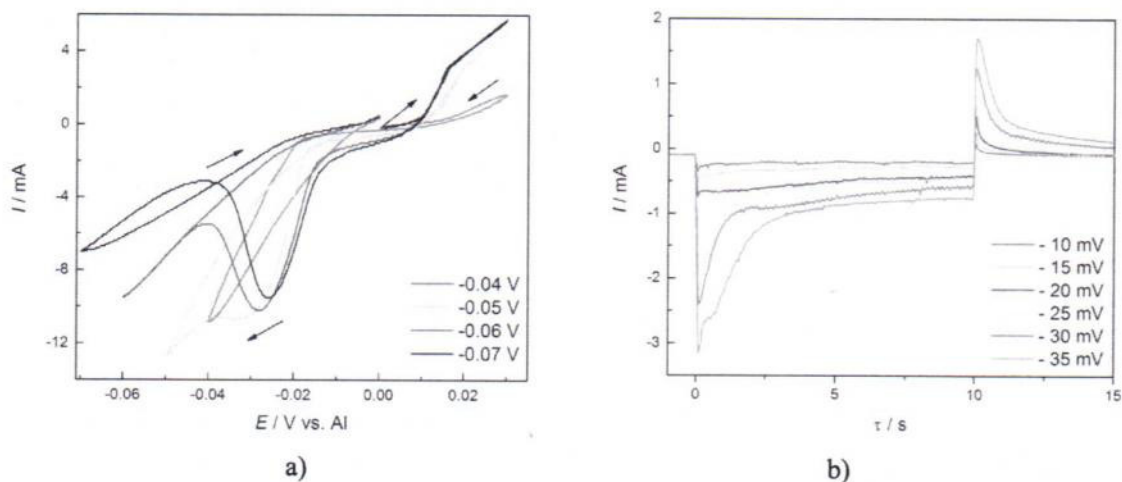 4
0
-4
-8
-12
I / mA
-0.06 -0.04 -0.02 0.00 0.02
E / V vs. Al
-0.04 V
-0.05 V
-0.06 V
-0.07 V
a)
2
1
0
-1
-2
-3
I / mA
0 5 10 15
τ / s
- 10 mV
- 15 mV
- 20 mV
- 25 mV
- 30 mV
- 35 mV
b)